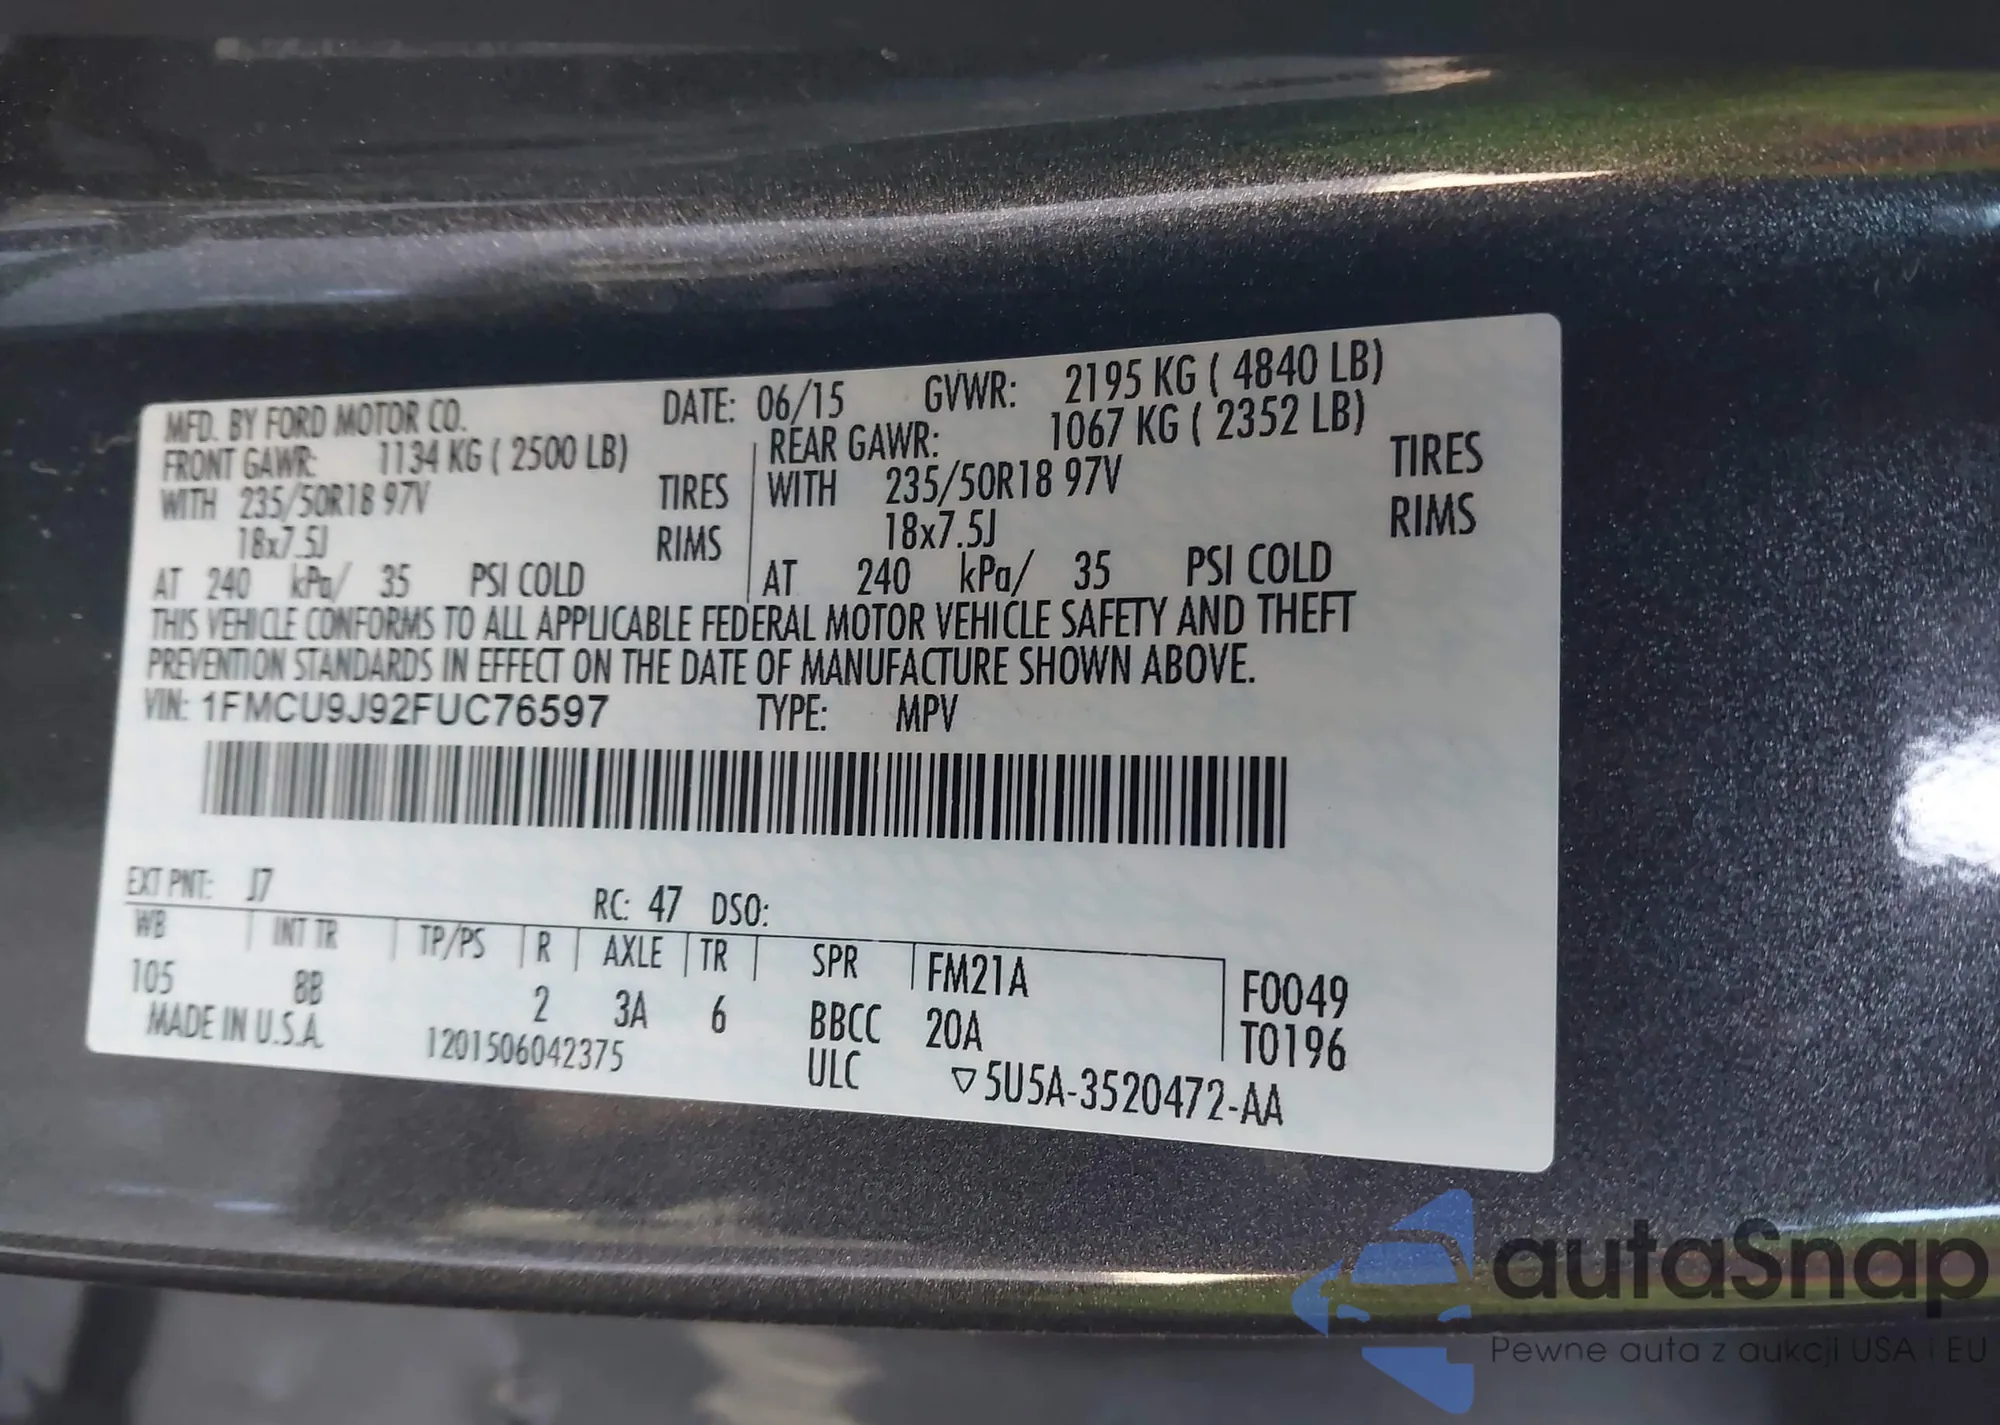 MFD. BY FORD MOTOR CO. DATE: 06/15 GVWR: 2195 KG ( 4840 LB)
FRONT GAWR: 1134 KG ( 2500 LB) REAR GAWR: 1067 KG ( 2352 LB)
WITH 235/50R18 97V TIRES WITH 235/50R18 97V TIRES
18x7.5J RIMS 18x7.5J RIMS
AT 240 kPa/ 35 PSI COLD AT 240 kPa/ 35 PSI COLD
THIS VEHICLE CONFORMS TO ALL APPLICABLE FEDERAL MOTOR VEHICLE SAFETY AND THEFT
PREVENTION STANDARDS IN EFFECT ON THE DATE OF MANUFACTURE SHOWN ABOVE.
VIN: 1FMCU9J92FUC76597 TYPE: MPV
EXT PNT: J7 RC: 47 DSO:
WB INT TR TP/PS R AXLE TR SPR FM21A F0049
105 8B 2 3A 6 BBCC 20A T0196
MADE IN U.S.A. 1201506042375 ULC ▽5U5A-3520472-AA
autaSnap
Pewne auta z aukcji USA i EU